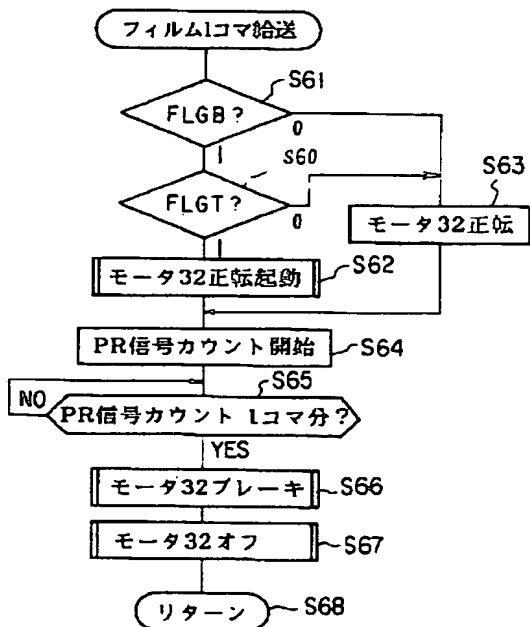 フィルム1コマ給送
S61
FLGB?
0
1
S60
FLGT?
0
1
S63
モータ32正転
モータ32正転起動
S62
PR信号カウント開始
S64
S65
NO
PR信号カウント 1コマ分?
YES
モータ32ブレーキ
S66
モータ32オフ
S67
リターン
S68